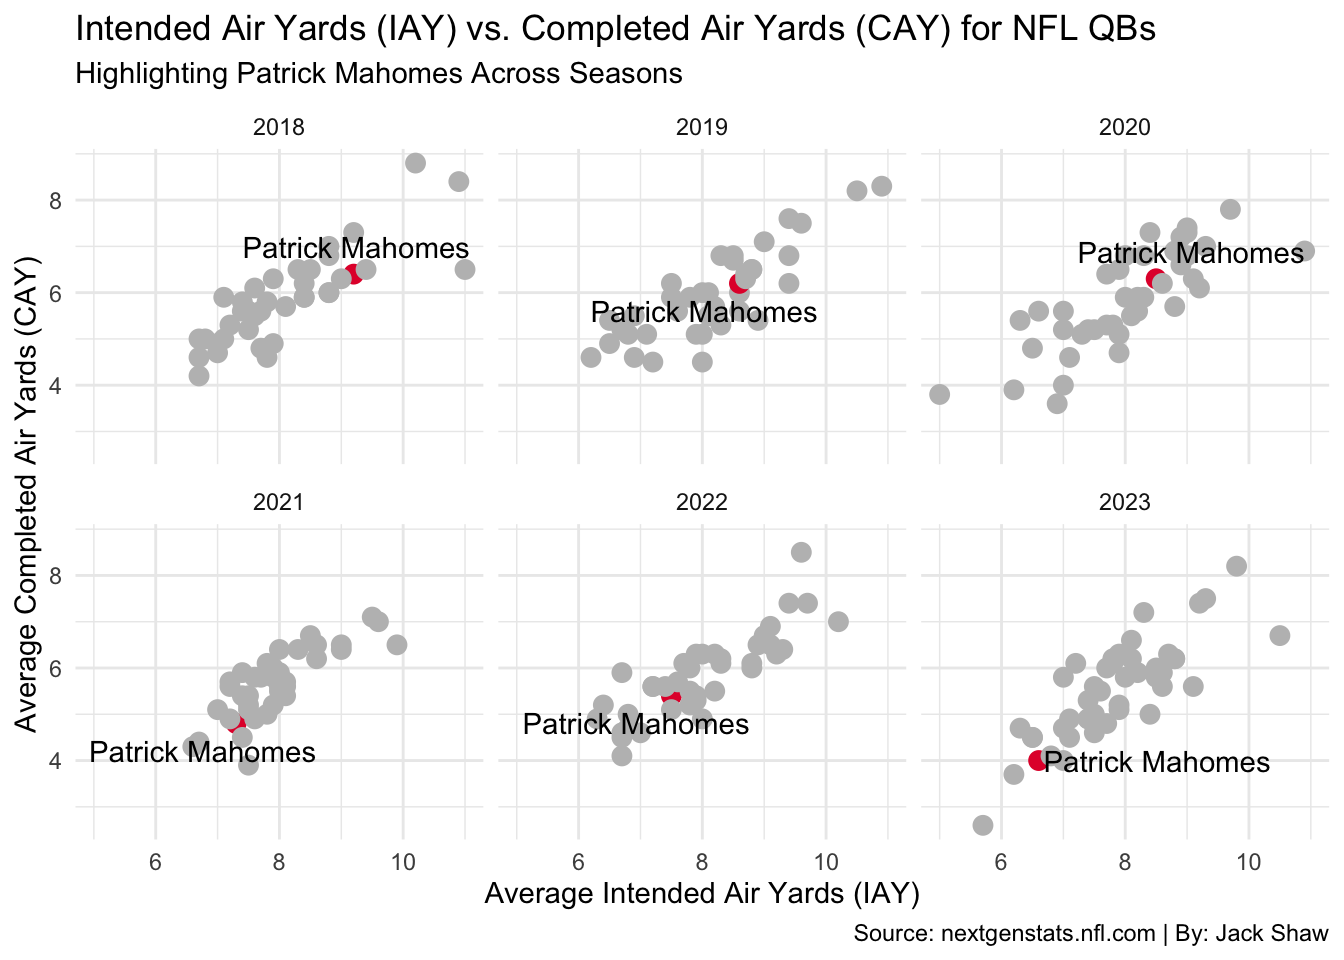 Intended Air Yards (IAY) vs. Completed Air Yards (CAY) for NFL QBs
Highlighting Patrick Mahomes Across Seasons
2018
2019
2020
8
6
4
Patrick Mahomes
Patrick Mahomes
Patrick Mahomes
2021
2022
2023
8
6
4
Patrick Mahomes
Patrick Mahomes
Patrick Mahomes
6
8
10
6
8
10
6
8
10
Average Completed Air Yards (CAY)
Average Intended Air Yards (IAY)
Source: nextgenstats.nfl.com | By: Jack Shaw